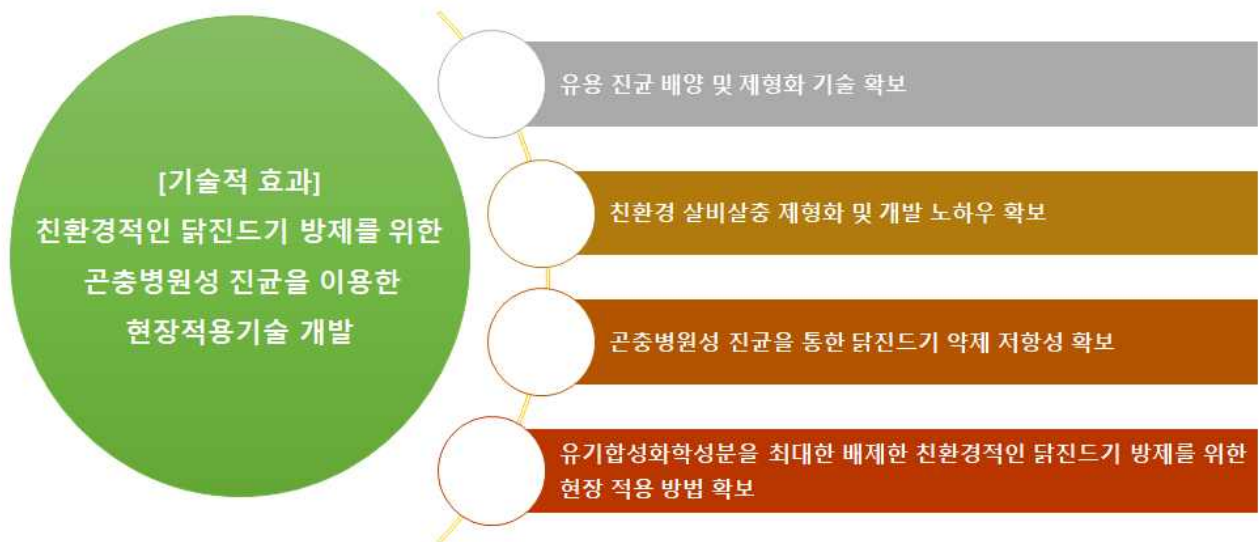 [기술적 효과]
친환경적인 닭진드기 방제를 위한
곤충병원성 진균을 이용한
현장적용기술 개발
유용 진균 배양 및 제형화 기술 확보
친환경 살비살충 제형화 및 개발 노하우 확보
곤충병원성 진균을 통한 닭진드기 약제 저항성 확보
유기합성화학성분을 최대한 배제한 친환경적인 닭진드기 방제를 위한
현장 적용 방법 확보